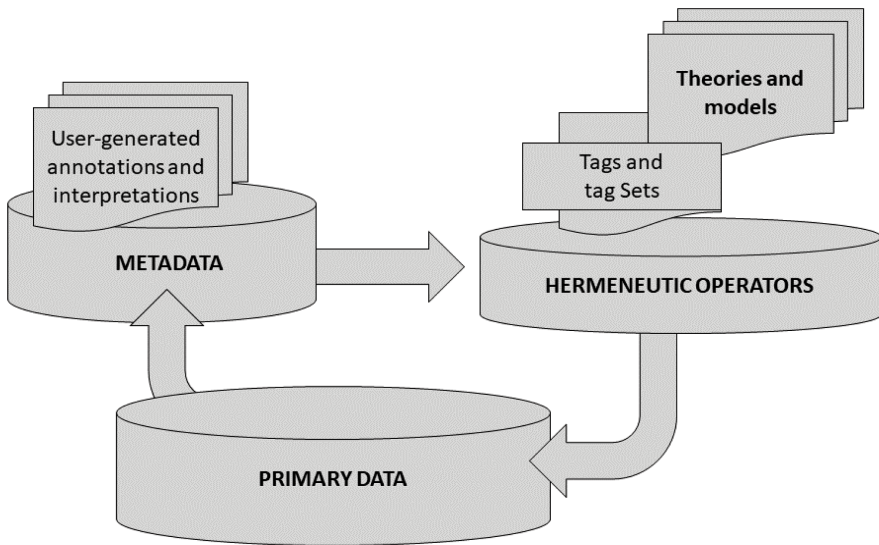 Theories and
models
User-generated
annotations and
interpretations
Tags and
tag Sets
METADATA
HERMENEUTIC OPERATORS
PRIMARY DATA